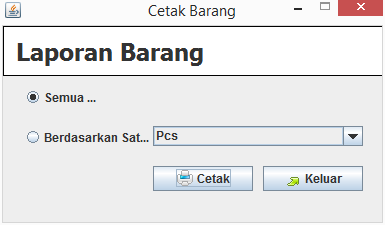 Cetak Barang
Laporan Barang
Semua ...
Berdasarkan Sat... Pcs
Cetak Keluar